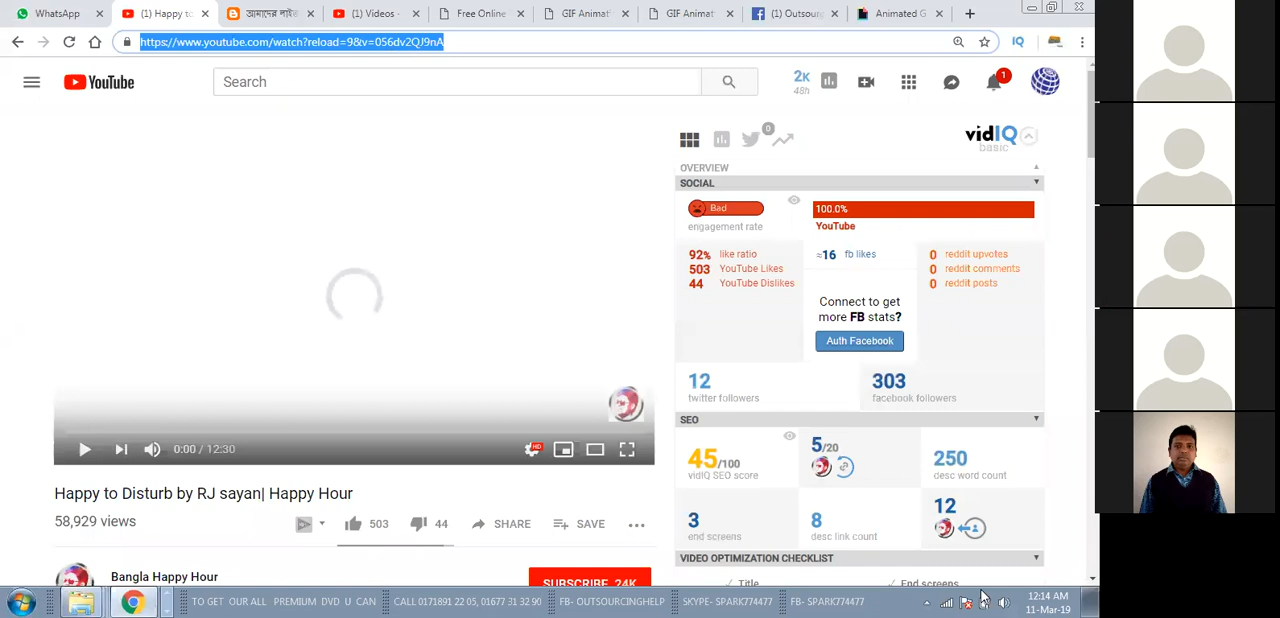 WhatsApp
(1) Happy to
আমাদের লাইভ
(1) Videos -
Free Online
GIF Animat
GIF Animat
(1) Outsour
Animated G
https://www.youtube.com/watch?reload=9&v=056dv2QJ9nA
IQ
YouTube
Search
2K
48h
1
0
vidIQ
basic
OVERVIEW
SOCIAL
Bad
engagement rate
100.0%
YouTube
92% like ratio
503 YouTube Likes
44 YouTube Dislikes
≈16 fb likes
Connect to get
more FB stats?
Auth Facebook
0 reddit upvotes
0 reddit comments
0 reddit posts
12
twitter followers
303
facebook followers
SEO
45/100
vidIQ SEO score
5/20
250
desc word count
3
end screens
8
desc link count
12
VIDEO OPTIMIZATION CHECKLIST
Title
End screens
0:00 / 12:30
HD
Happy to Disturb by RJ sayan| Happy Hour
58,929 views
503
44
SHARE
SAVE
Bangla Happy Hour
SUBSCRIBE 24K
TO GET OUR ALL PREMIUM DVD U CAN
CALL 0171891 22 05, 01677 31 32 90
FB- OUTSOURCINGHELP
SKYPE- SPARK774477
FB- SPARK774477
12:14 AM
11-Mar-19